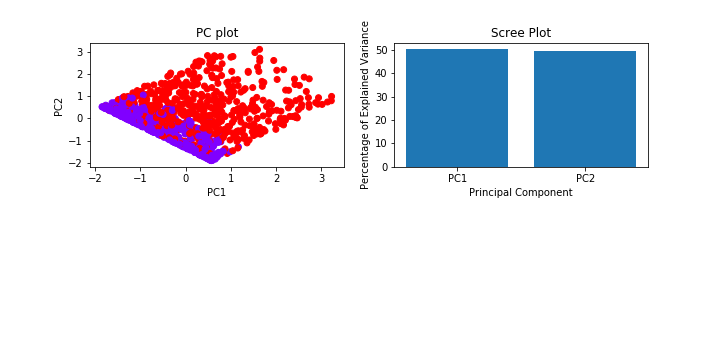 PC plot
3
2
1
0
−1
−2
PC2
−2
−1
0
1
2
3
PC1
Scree Plot
50
40
30
20
10
0
Percentage of Explained Variance
PC1
PC2
Principal Component